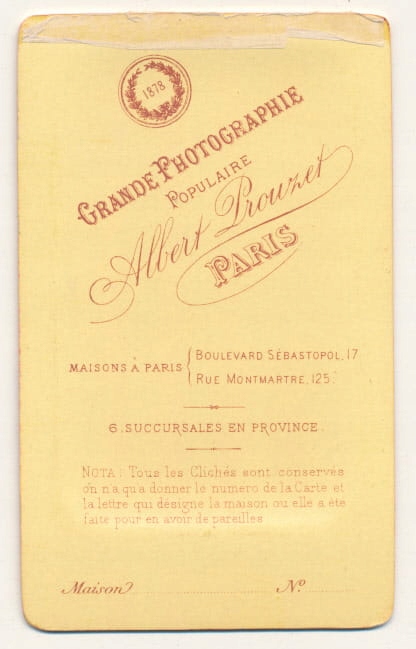 1878
GRANDE PHOTOGRAPHIE
POPULAIRE
Albert Prouzet
PARIS
MAISONS À PARIS { BOULEVARD SÉBASTOPOL, 17
RUE MONTMARTRE, 125.
6. SUCCURSALES EN PROVINCE.
NOTA: Tous les Clichés sont conservés
on n'a qu'a donner le numero de la Carte et
la lettre qui désigne la maison ou elle a éte
faite pour en avoir de pareilles
Maison No.